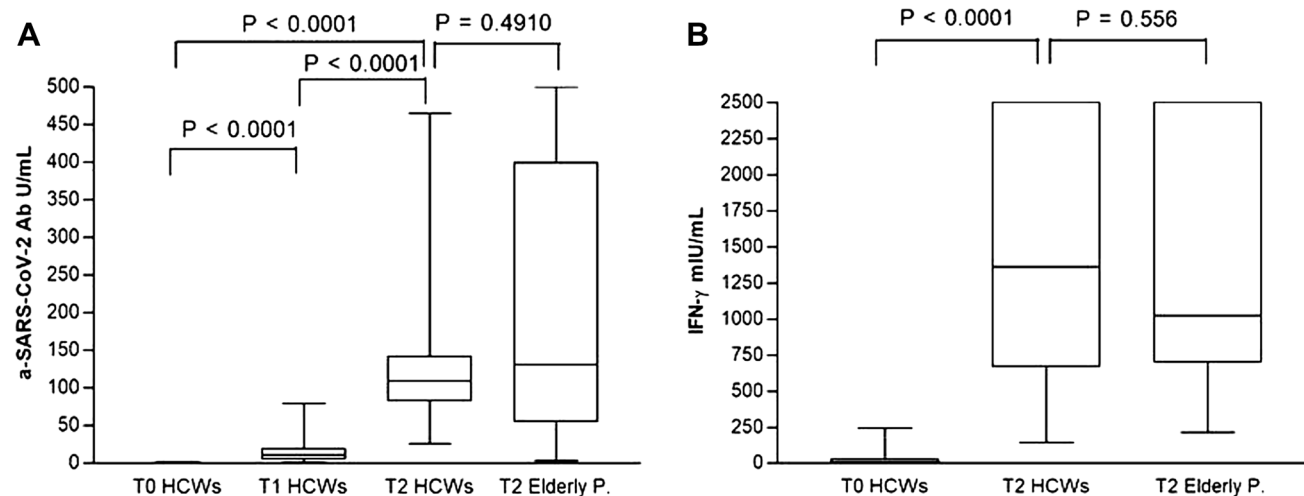 A
P < 0.0001
P = 0.4910
P < 0.0001
P < 0.0001
a-SARS-CoV-2 Ab U/mL
500
450
400
350
300
250
200
150
100
50
0
T0 HCWs
T1 HCWs
T2 HCWs
T2 Elderly P.
B
P < 0.0001
P = 0.556
IFN-γ mIU/mL
2500
2250
2000
1750
1500
1250
1000
750
500
250
0
T0 HCWs
T2 HCWs
T2 Elderly P.